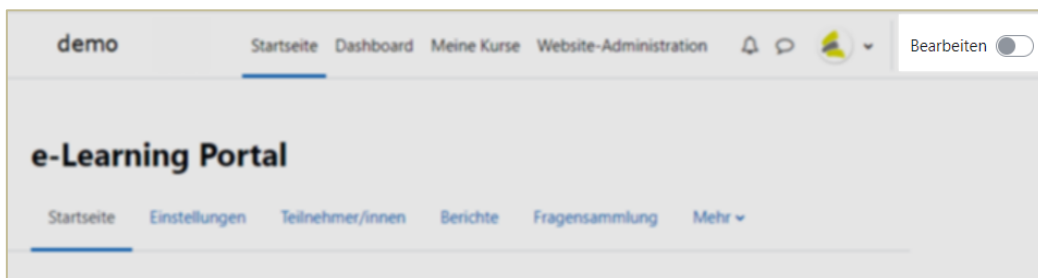 demo Startseite Dashboard Meine Kurse Website-Administration Bearbeiten
e-Learning Portal
Startseite Einstellungen Teilnehmer/innen Berichte Fragensammlung Mehr